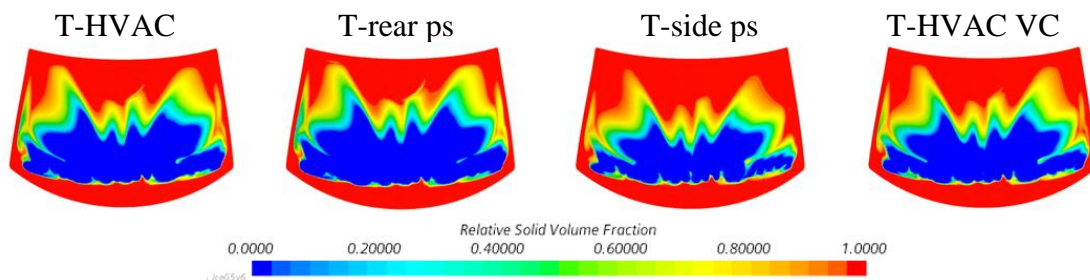 T-HVAC T-rear ps T-side ps T-HVAC VC
Relative Solid Volume Fraction
0.0000 0.20000 0.40000 0.60000 0.80000 1.0000